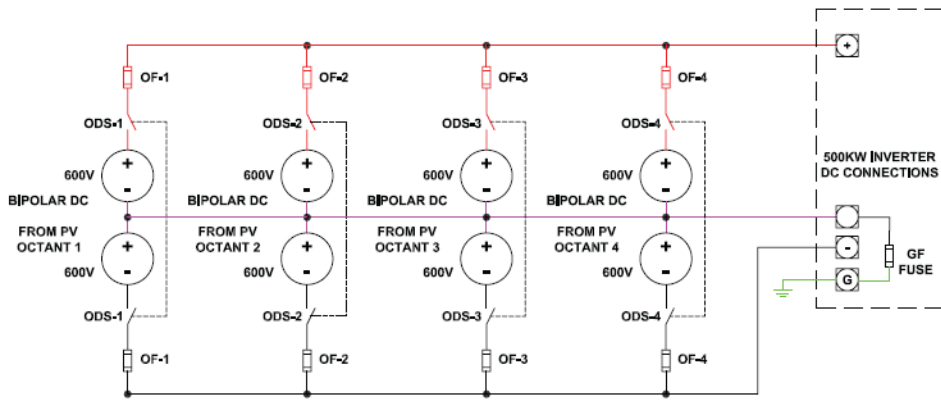 OF-1
OF-2
OF-3
OF-4
+
ODS-1
ODS-2
ODS-3
ODS-4
+
+
+
+
600V
600V
600V
600V
-
-
-
-
500KW INVERTER
DC CONNECTIONS
BIPOLAR DC
BIPOLAR DC
BIPOLAR DC
BIPOLAR DC
FROM PV
OCTANT 1
FROM PV
OCTANT 2
FROM PV
OCTANT 3
FROM PV
OCTANT 4
+
+
+
+
-
600V
600V
600V
600V
-
-
-
-
G
GF
FUSE
ODS-1
ODS-2
ODS-3
ODS-4
OF-1
OF-2
OF-3
OF-4